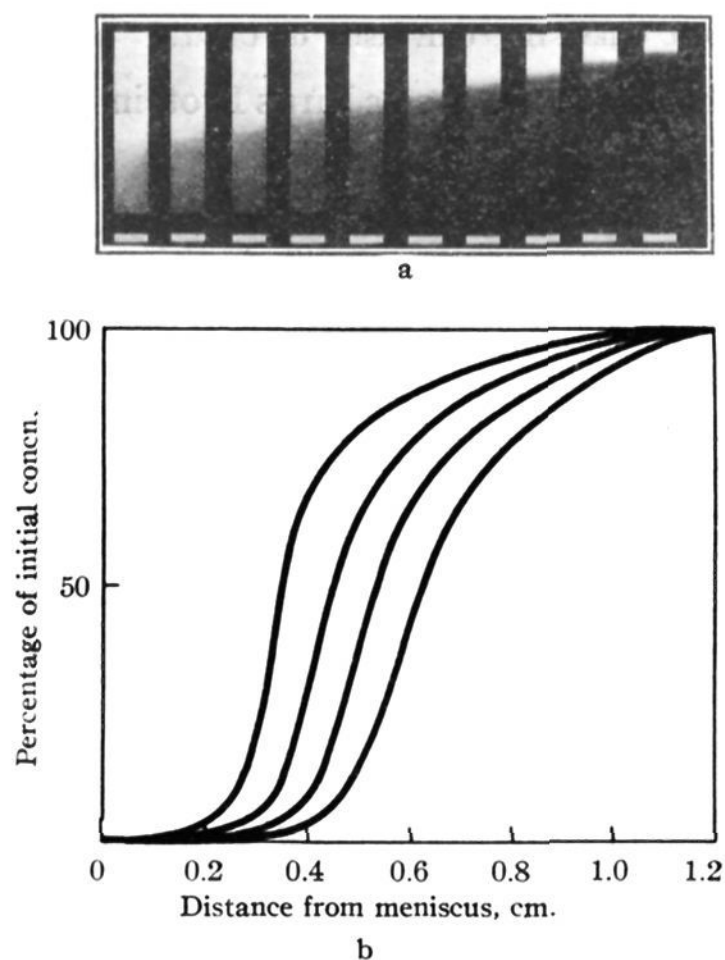 a
100
50
Percentage of initial concn.
0 0.2 0.4 0.6 0.8 1.0 1.2
Distance from meniscus, cm.
b